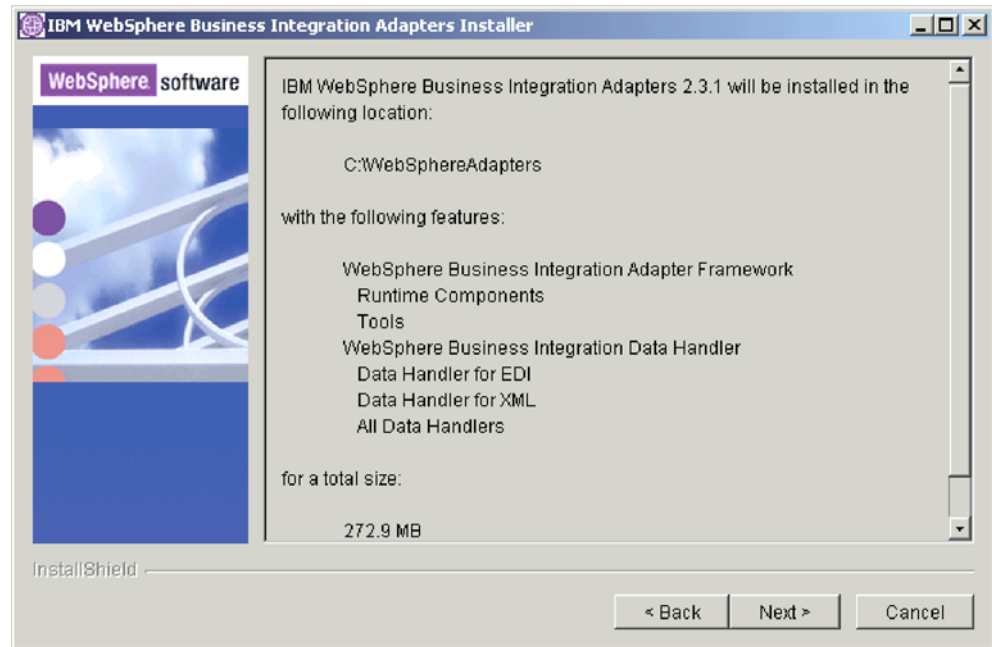 IBM WebSphere Business Integration Adapters Installer
WebSphere. software
IBM WebSphere Business Integration Adapters 2.3.1 will be installed in the
following location:
C:\WebSphereAdapters
with the following features:
WebSphere Business Integration Adapter Framework
Runtime Components
Tools
WebSphere Business Integration Data Handler
Data Handler for EDI
Data Handler for XML
All Data Handlers
for a total size:
272.9 MB
InstallShield
< Back
Next >
Cancel